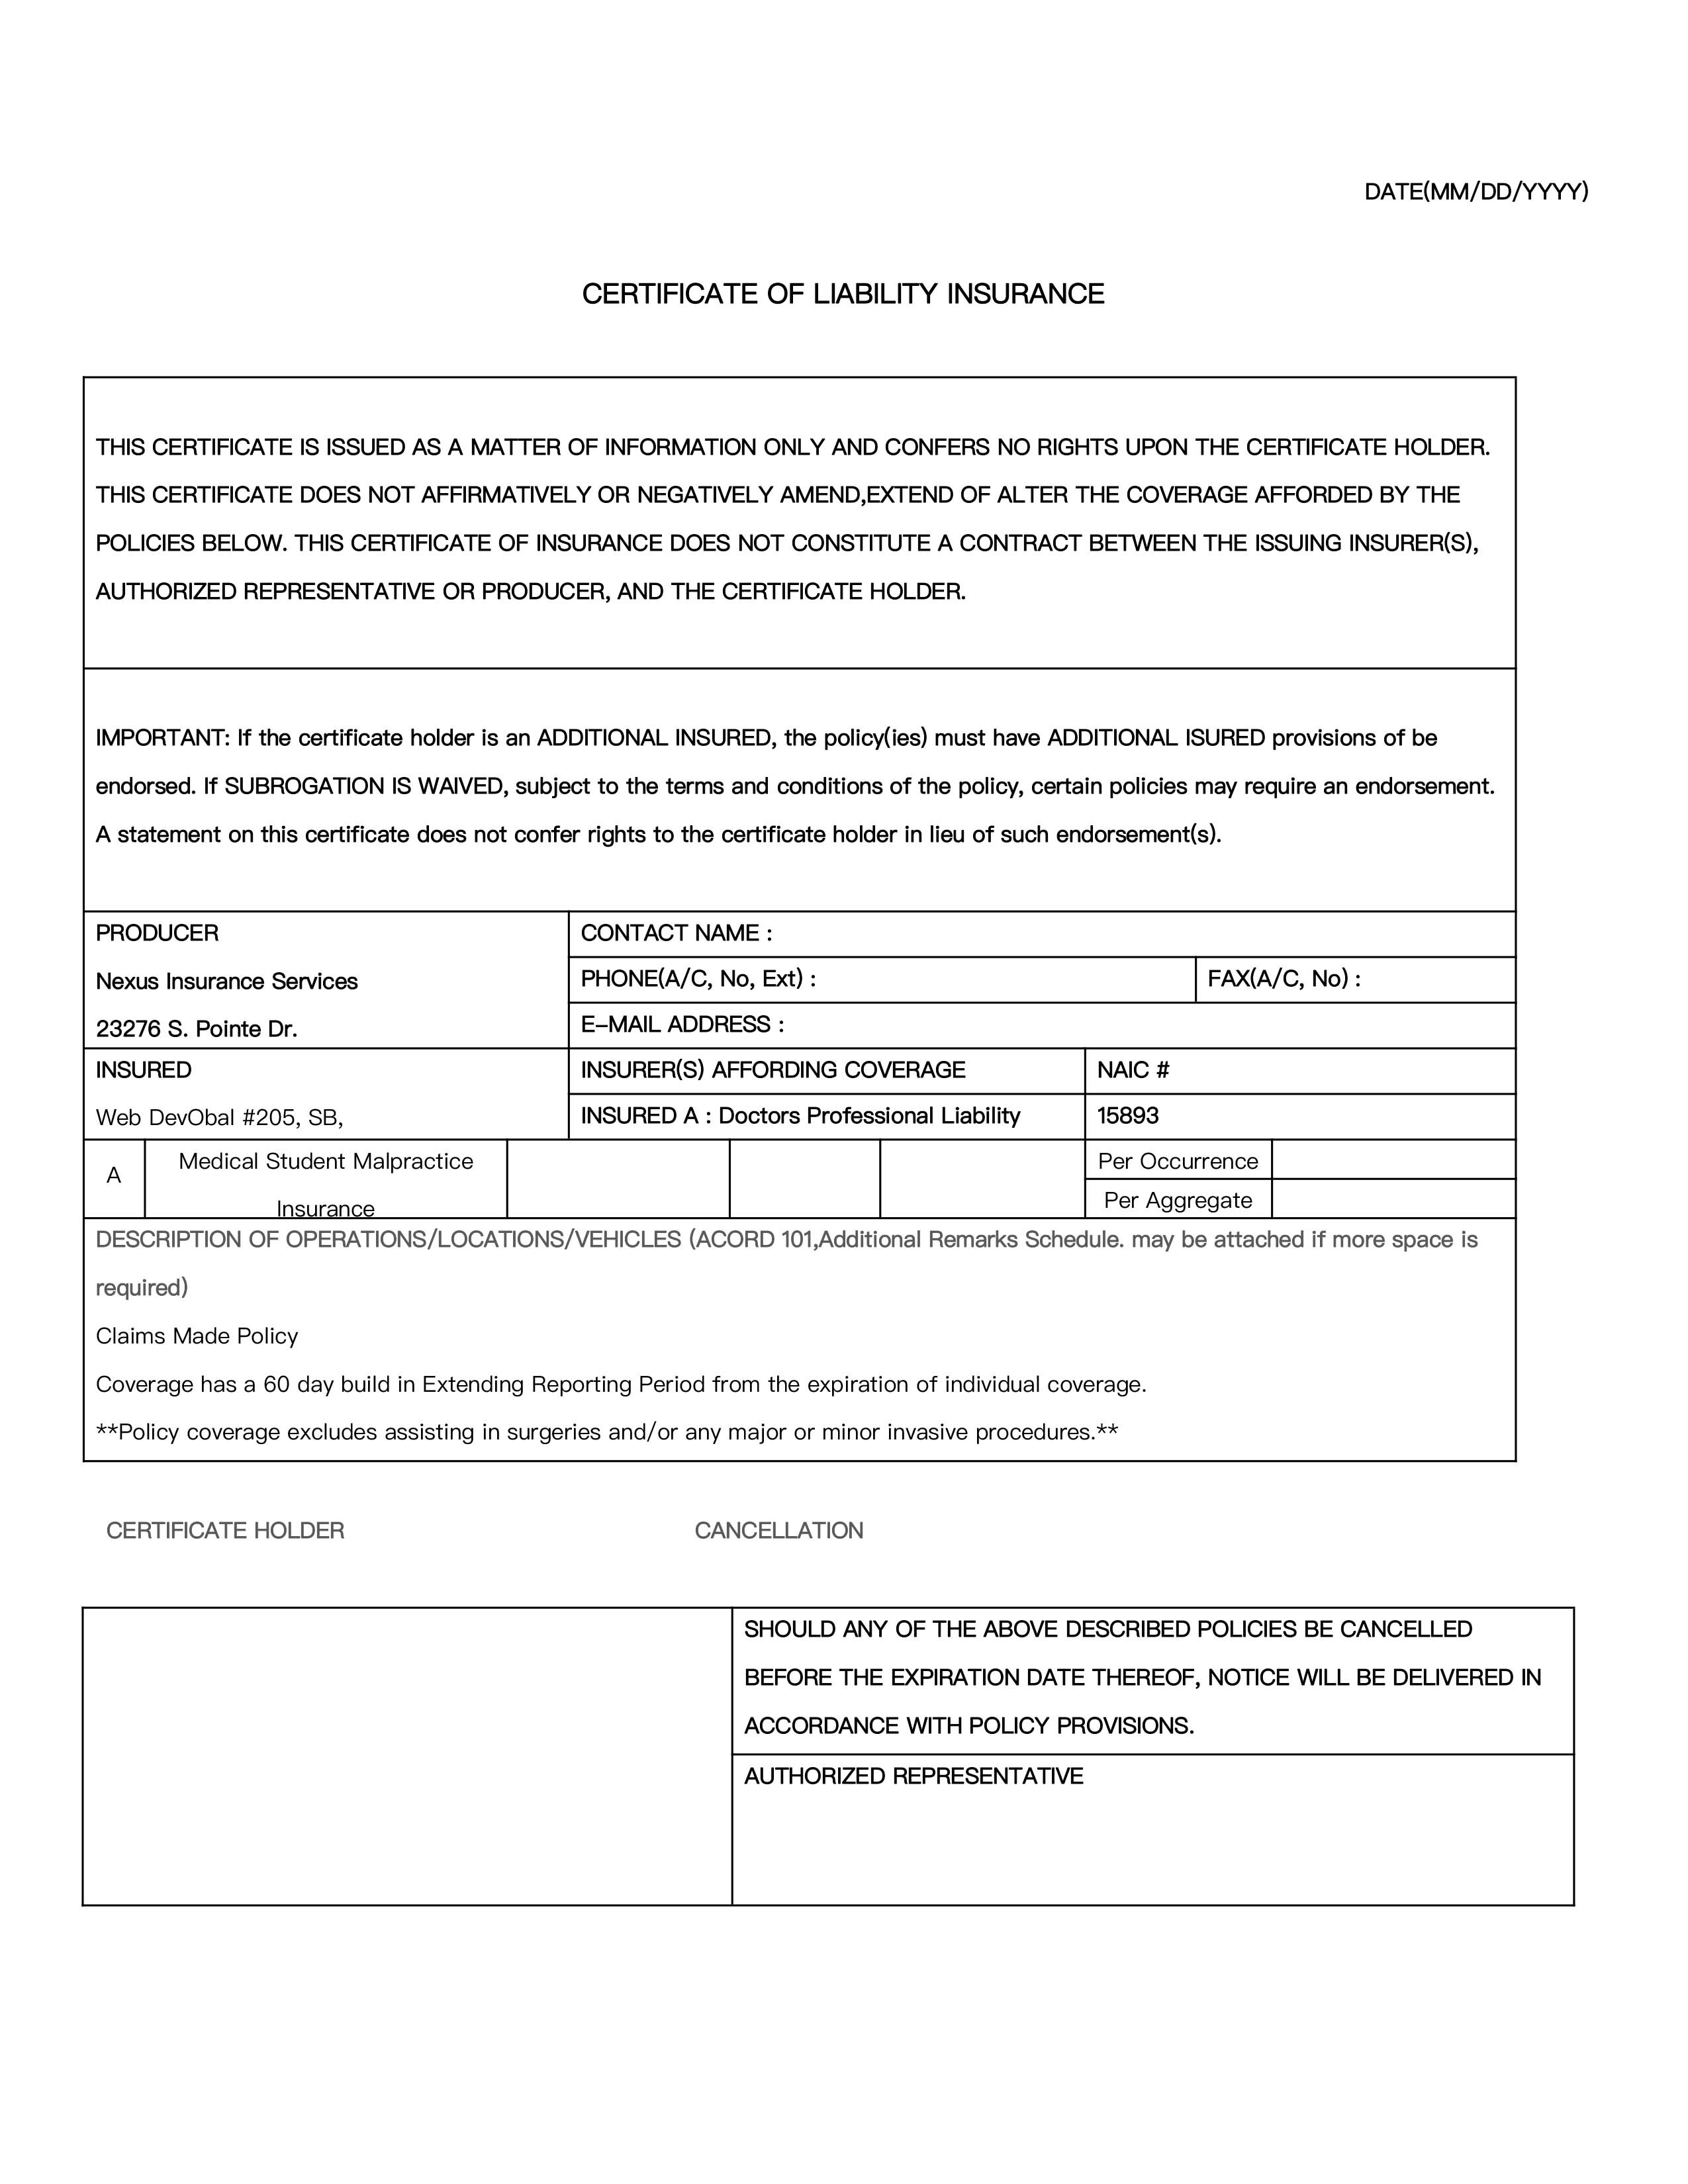 DATE(MM/DD/YYYY)
CERTIFICATE OF LIABILITY INSURANCE
THIS CERTIFICATE IS ISSUED AS A MATTER OF INFORMATION ONLY AND CONFERS NO RIGHTS UPON THE CERTIFICATE HOLDER.
THIS CERTIFICATE DOES NOT AFFIRMATIVELY OR NEGATIVELY AMEND,EXTEND OF ALTER THE COVERAGE AFFORDED BY THE
POLICIES BELOW. THIS CERTIFICATE OF INSURANCE DOES NOT CONSTITUTE A CONTRACT BETWEEN THE ISSUING INSURER(S),
AUTHORIZED REPRESENTATIVE OR PRODUCER, AND THE CERTIFICATE HOLDER.
IMPORTANT: If the certificate holder is an ADDITIONAL INSURED, the policy(ies) must have ADDITIONAL ISURED provisions of be
endorsed. If SUBROGATION IS WAIVED, subject to the terms and conditions of the policy, certain policies may require an endorsement.
A statement on this certificate does not confer rights to the certificate holder in lieu of such endorsement(s).
PRODUCER
Nexus Insurance Services
23276 S. Pointe Dr.
CONTACT NAME :
PHONE(A/C, No, Ext) :
FAX(A/C, No) :
E-MAIL ADDRESS :
INSURED
Web DevObal #205, SB,
INSURER(S) AFFORDING COVERAGE
NAIC #
INSURED A : Doctors Professional Liability
15893
A
Medical Student Malpractice
Insurance
Per Occurrence
Per Aggregate
DESCRIPTION OF OPERATIONS/LOCATIONS/VEHICLES (ACORD 101,Additional Remarks Schedule. may be attached if more space is
required)
Claims Made Policy
Coverage has a 60 day build in Extending Reporting Period from the expiration of individual coverage.
**Policy coverage excludes assisting in surgeries and/or any major or minor invasive procedures.**
CERTIFICATE HOLDER
CANCELLATION
SHOULD ANY OF THE ABOVE DESCRIBED POLICIES BE CANCELLED
BEFORE THE EXPIRATION DATE THEREOF, NOTICE WILL BE DELIVERED IN
ACCORDANCE WITH POLICY PROVISIONS.
AUTHORIZED REPRESENTATIVE